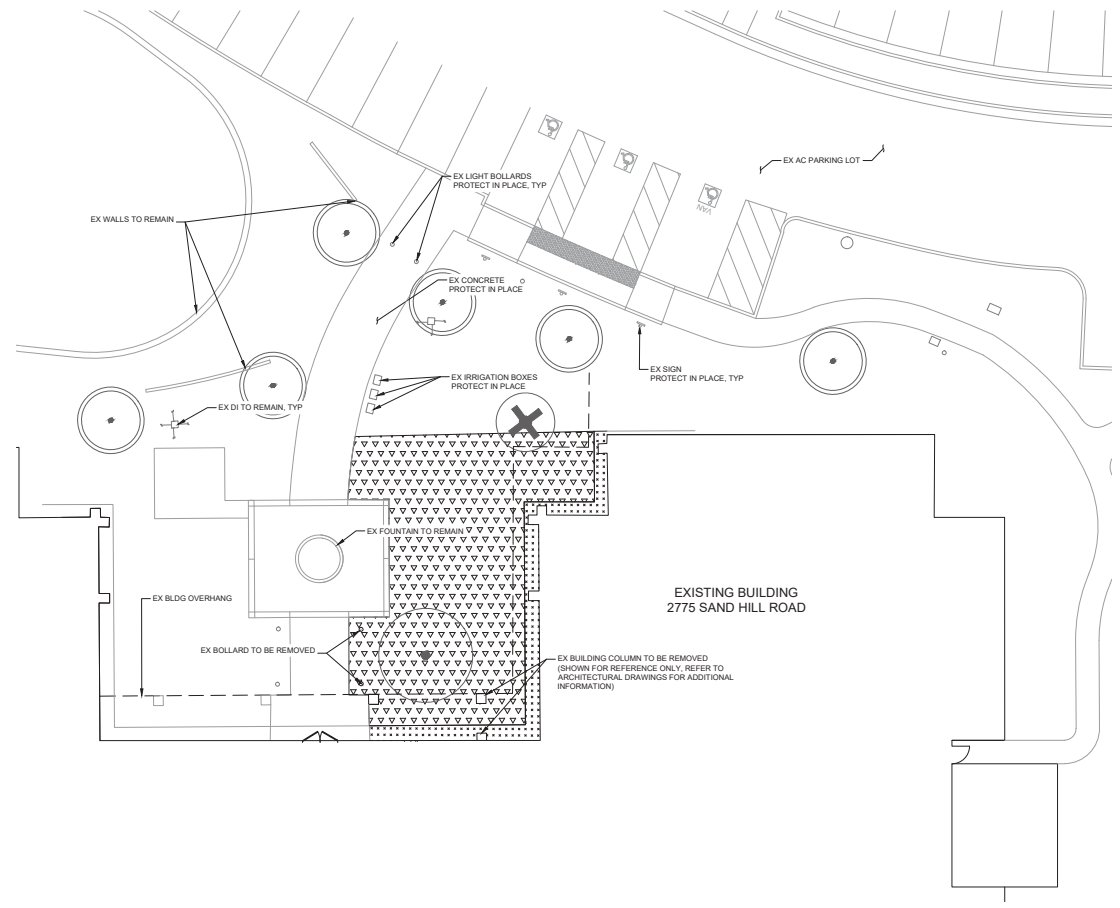 EX AC PARKING LOT
EX LIGHT BOLLARDS
PROTECT IN PLACE, TYP
VAN
EX WALLS TO REMAIN
EX CONCRETE
PROTECT IN PLACE
EX SIGN
PROTECT IN PLACE, TYP
EX IRRIGATION BOXES
PROTECT IN PLACE
EX DI TO REMAIN, TYP
EX FOUNTAIN TO REMAIN
EXISTING BUILDING
2775 SAND HILL ROAD
EX BLDG OVERHANG
EX BOLLARD TO BE REMOVED
EX BUILDING COLUMN TO BE REMOVED
(SHOWN FOR REFERENCE ONLY, REFER TO
ARCHITECTURAL DRAWINGS FOR ADDITIONAL
INFORMATION)